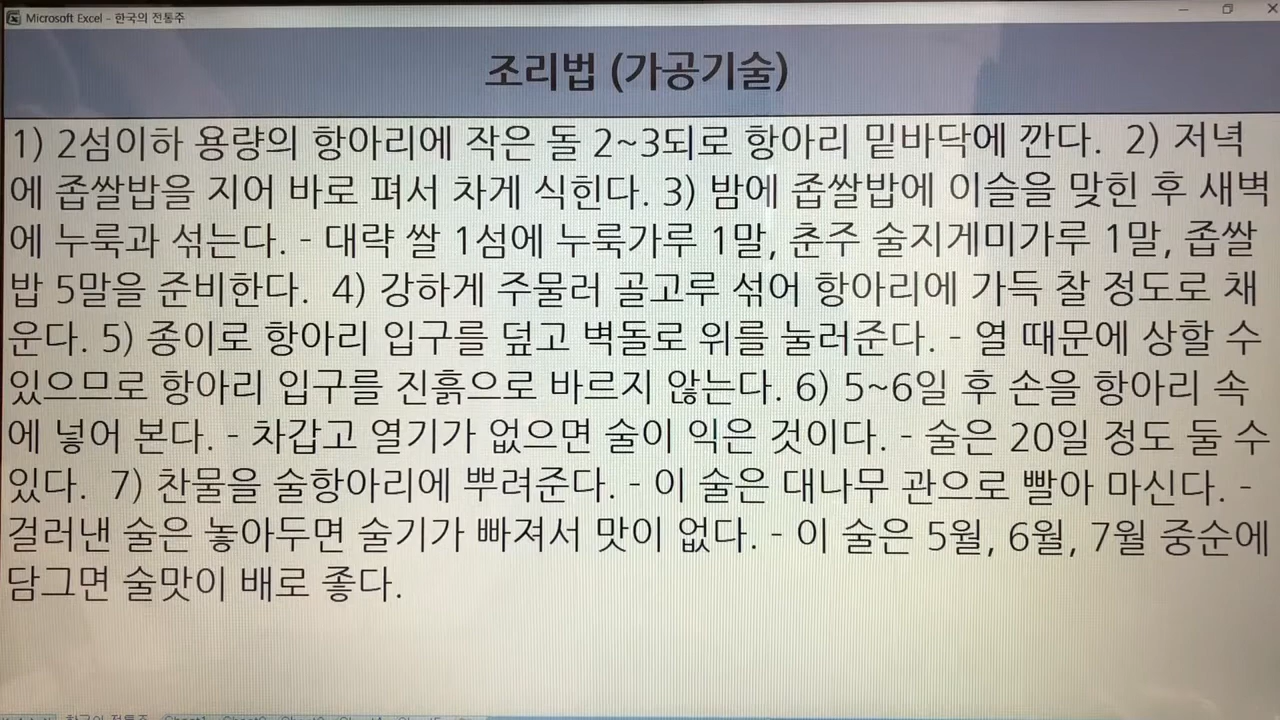 Microsoft Excel - 한국의 전통주
조리법 (가공기술)
1) 2섬이하 용량의 항아리에 작은 돌 2~3되로 항아리 밑바닥에 깐다.  2) 저녁
에 좁쌀밥을 지어 바로 펴서 차게 식힌다. 3) 밤에 좁쌀밥에 이슬을 맞힌 후 새벽
에 누룩과 섞는다. - 대략 쌀 1섬에 누룩가루 1말, 춘주 술지게미가루 1말, 좁쌀
밥 5말을 준비한다.  4) 강하게 주물러 골고루 섞어 항아리에 가득 찰 정도로 채
운다. 5) 종이로 항아리 입구를 덮고 벽돌로 위를 눌러준다. - 열 때문에 상할 수
있으므로 항아리 입구를 진흙으로 바르지 않는다. 6) 5~6일 후 손을 항아리 속
에 넣어 본다. - 차갑고 열기가 없으면 술이 익은 것이다. - 술은 20일 정도 둘 수
있다.  7) 찬물을 술항아리에 뿌려준다. - 이 술은 대나무 관으로 빨아 마신다. -
걸러낸 술은 놓아두면 술기가 빠져서 맛이 없다. - 이 술은 5월, 6월, 7월 중순에
담그면 술맛이 배로 좋다.